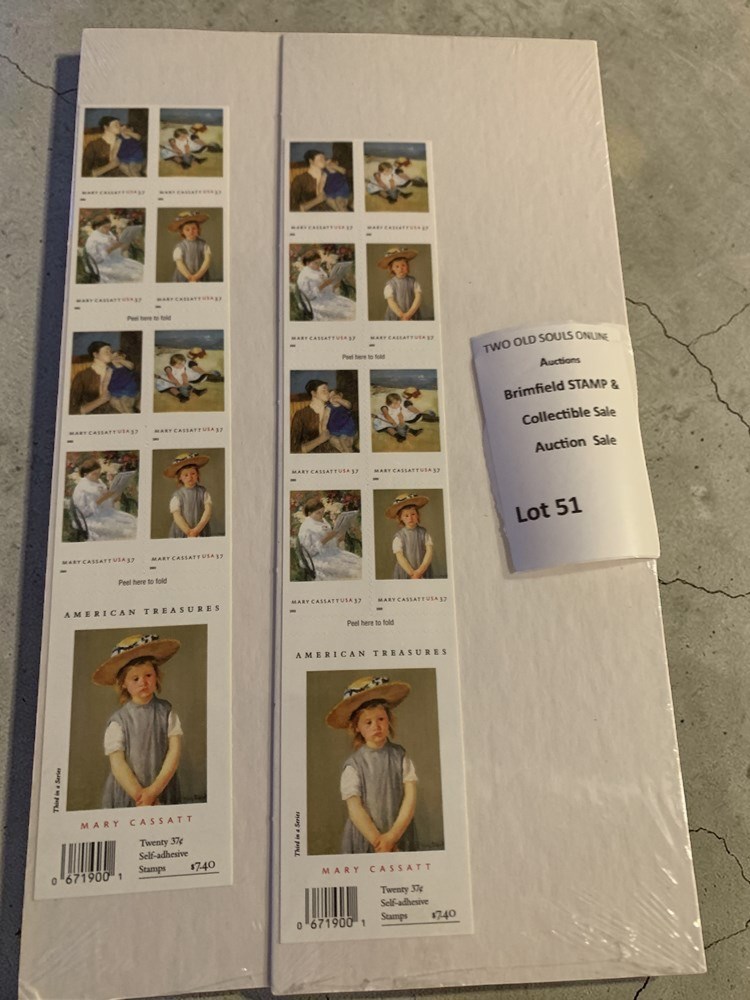 MARY CASSATT USA 37 MARY CASSATT USA 37
MARY CASSATT USA 37 MARY CASSATT USA 37
Peel here to fold
MARY CASSATT USA 37 MARY CASSATT USA 37
MARY CASSATT USA 37 MARY CASSATT USA 37
Peel here to fold
AMERICAN TREASURES
Third in a Series
MARY CASSATT
0 671900 1
Twenty 37¢
Self-adhesive
Stamps $7.40
MARY CASSATT USA 37 MARY CASSATT USA 37
MARY CASSATT USA 37 MARY CASSATT USA 37
Peel here to fold
MARY CASSATT USA 37 MARY CASSATT USA 37
MARY CASSATT USA 37 MARY CASSATT USA 37
Peel here to fold
AMERICAN TREASURES
Third in a Series
MARY CASSATT
0 671900 1
Twenty 37¢
Self-adhesive
Stamps $7.40
TWO OLD SOULS ONLINE
Auctions
Brimfield STAMP &
Collectible Sale
Auction Sale
Lot 51